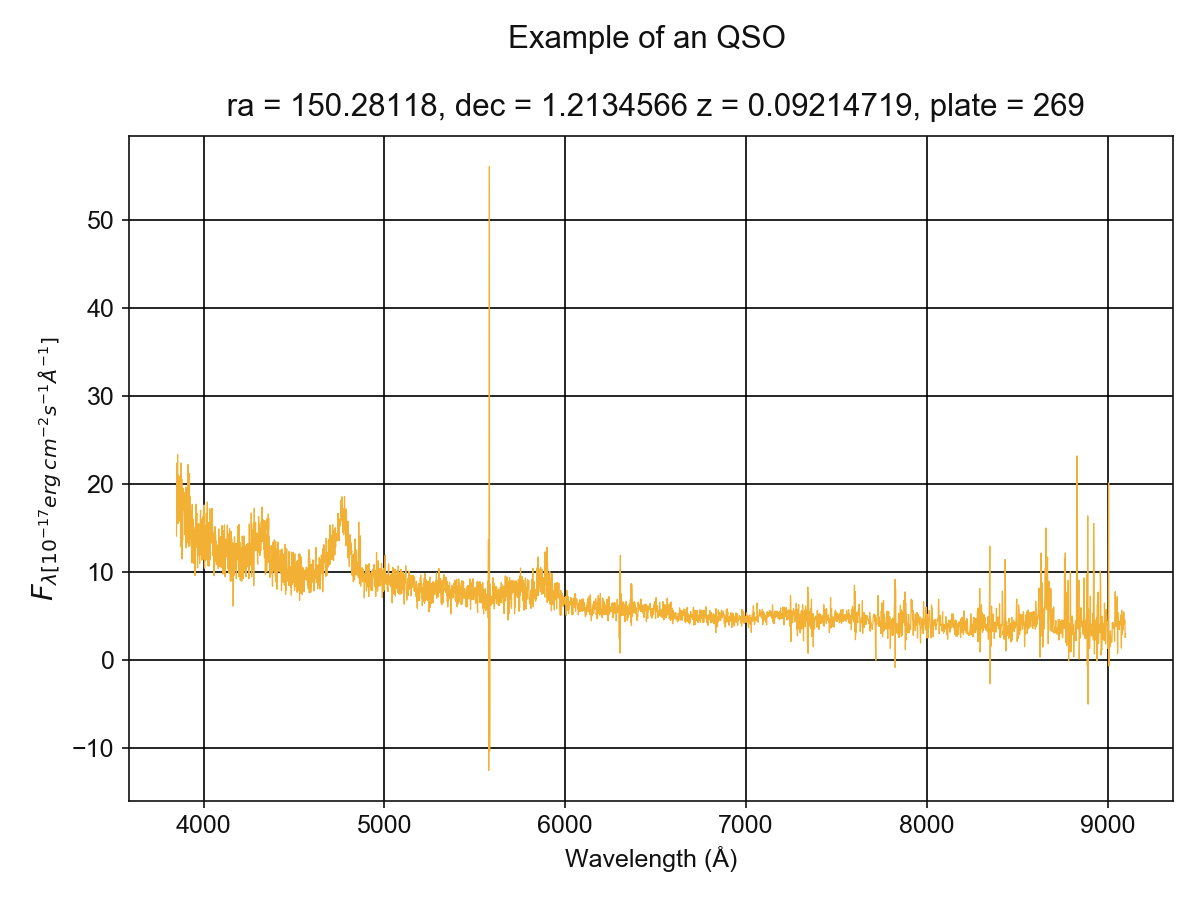 Example of an QSO
ra = 150.28118, dec = 1.2134566 z = 0.09214719, plate = 269
F_{λ[10^{−17} erg cm^{−2} s^{−1} Å^{−1}]}
50
40
30
20
10
0
−10
4000 5000 6000 7000 8000 9000
Wavelength (Å)